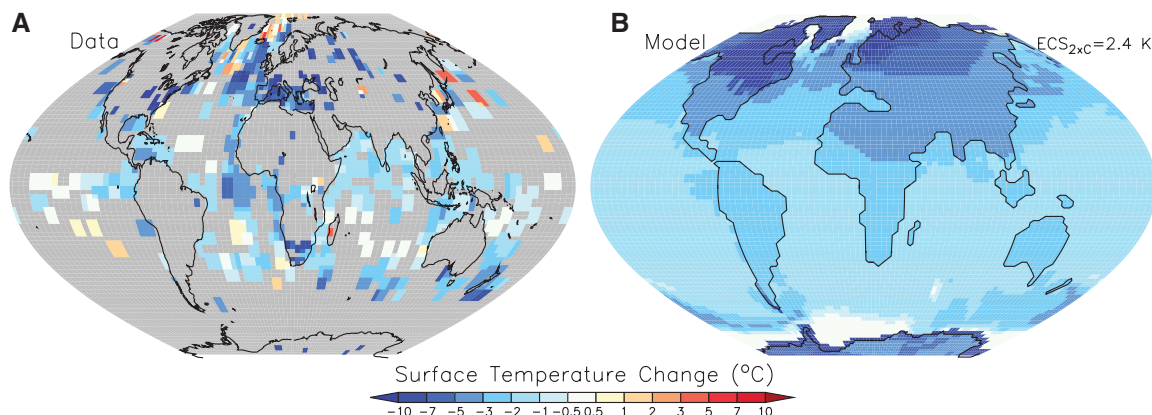 A
Data
B
Model
ECS2xC=2.4 K
Surface Temperature Change (°C)
−10 −7 −5 −3 −2 −1 −0.5 0.5 1 2 3 5 7 10